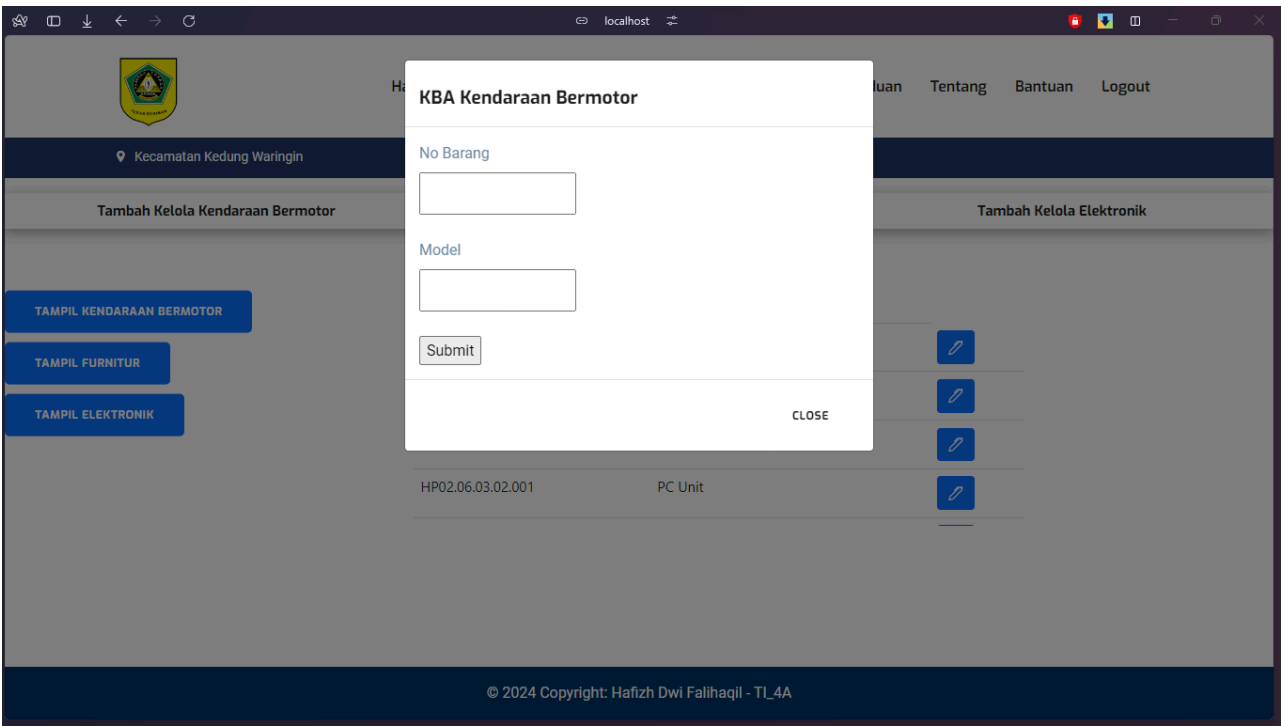 localhost
Ha
KBA Kendaraan Bermotor
luan
Tentang
Bantuan
Logout
Kecamatan Kedung Waringin
No Barang
Tambah Kelola Kendaraan Bermotor
Tambah Kelola Elektronik
Model
TAMPIL KENDARAAN BERMOTOR
Submit
TAMPIL FURNITUR
TAMPIL ELEKTRONIK
CLOSE
HP02.06.03.02.001
PC Unit
© 2024 Copyright: Hafizh Dwi Falihaqil - TI_4A